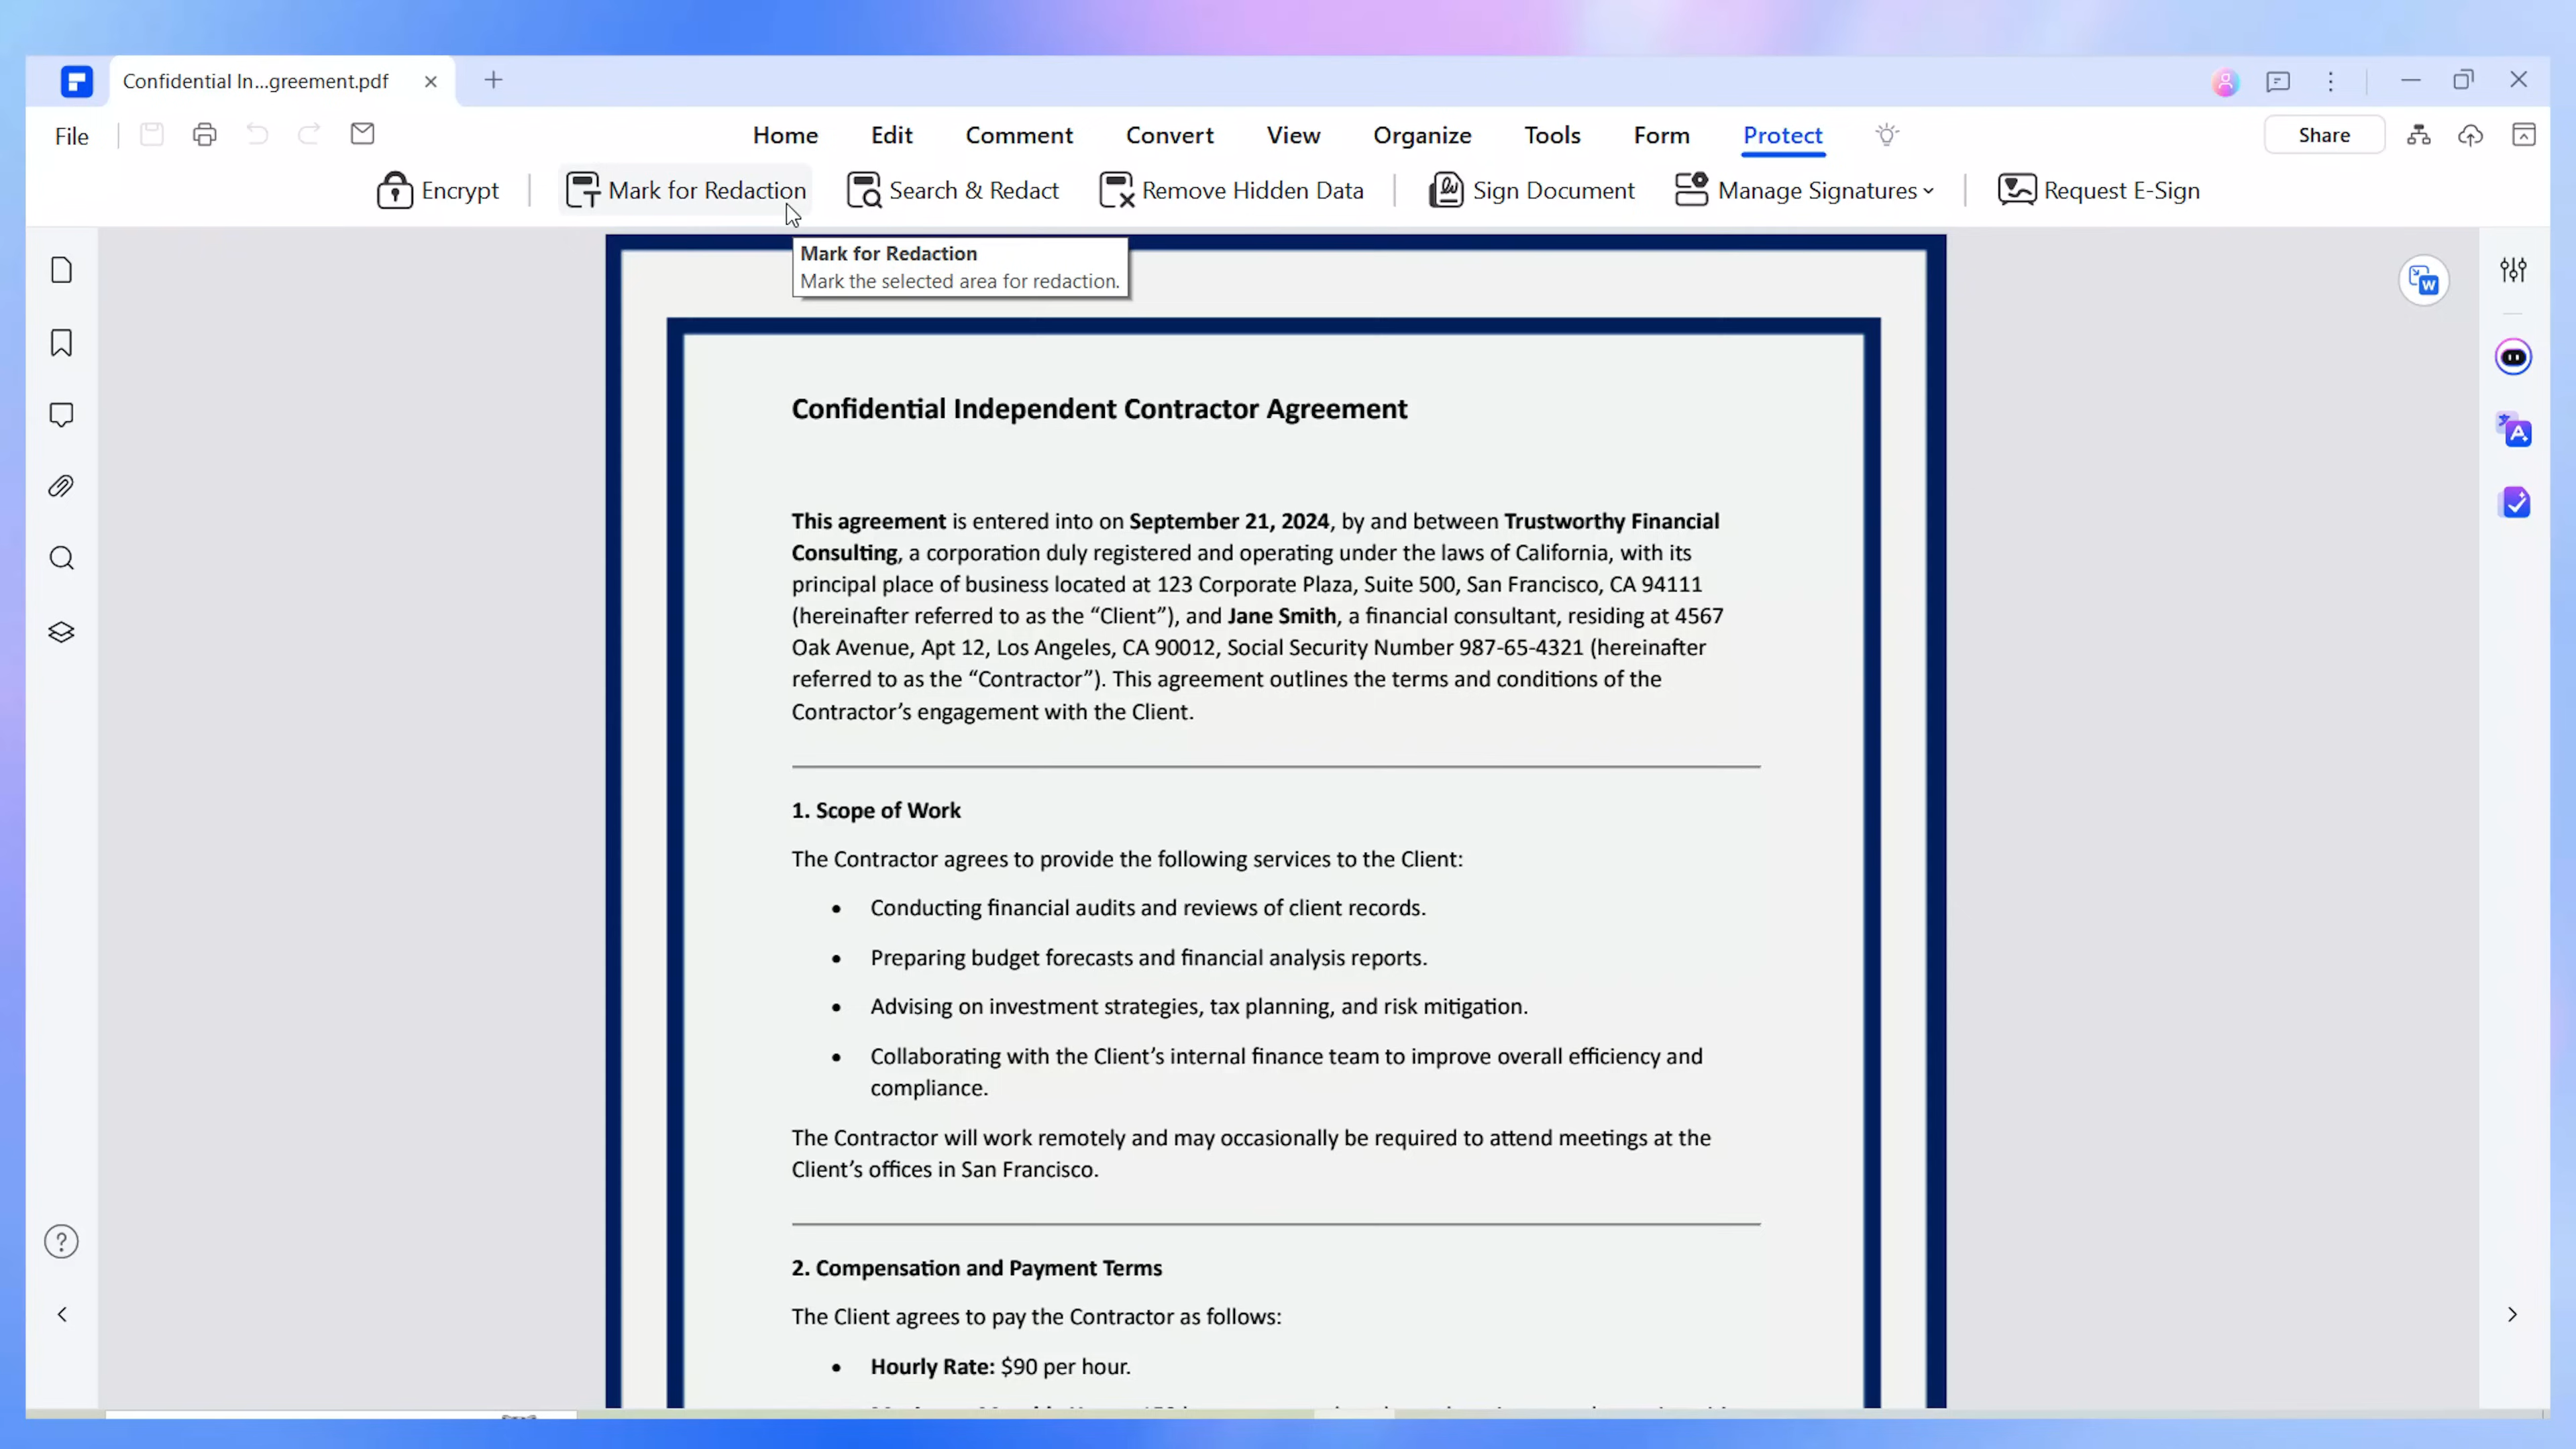 Confidential In...greement.pdf
File
Home
Edit
Comment
Convert
View
Organize
Tools
Form
Protect
Share
Encrypt
Mark for Redaction
Search & Redact
Remove Hidden Data
Sign Document
Manage Signatures
Request E-Sign
Mark for Redaction
Mark the selected area for redaction.
W
A
Confidential Independent Contractor Agreement
This agreement is entered into on September 21, 2024, by and between Trustworthy Financial
Consulting, a corporation duly registered and operating under the laws of California, with its
principal place of business located at 123 Corporate Plaza, Suite 500, San Francisco, CA 94111
(hereinafter referred to as the “Client”), and Jane Smith, a financial consultant, residing at 4567
Oak Avenue, Apt 12, Los Angeles, CA 90012, Social Security Number 987-65-4321 (hereinafter
referred to as the “Contractor”). This agreement outlines the terms and conditions of the
Contractor’s engagement with the Client.
1. Scope of Work
The Contractor agrees to provide the following services to the Client:
• Conducting financial audits and reviews of client records.
• Preparing budget forecasts and financial analysis reports.
• Advising on investment strategies, tax planning, and risk mitigation.
• Collaborating with the Client’s internal finance team to improve overall efficiency and
compliance.
The Contractor will work remotely and may occasionally be required to attend meetings at the
Client’s offices in San Francisco.
2. Compensation and Payment Terms
The Client agrees to pay the Contractor as follows:
• Hourly Rate: $90 per hour.